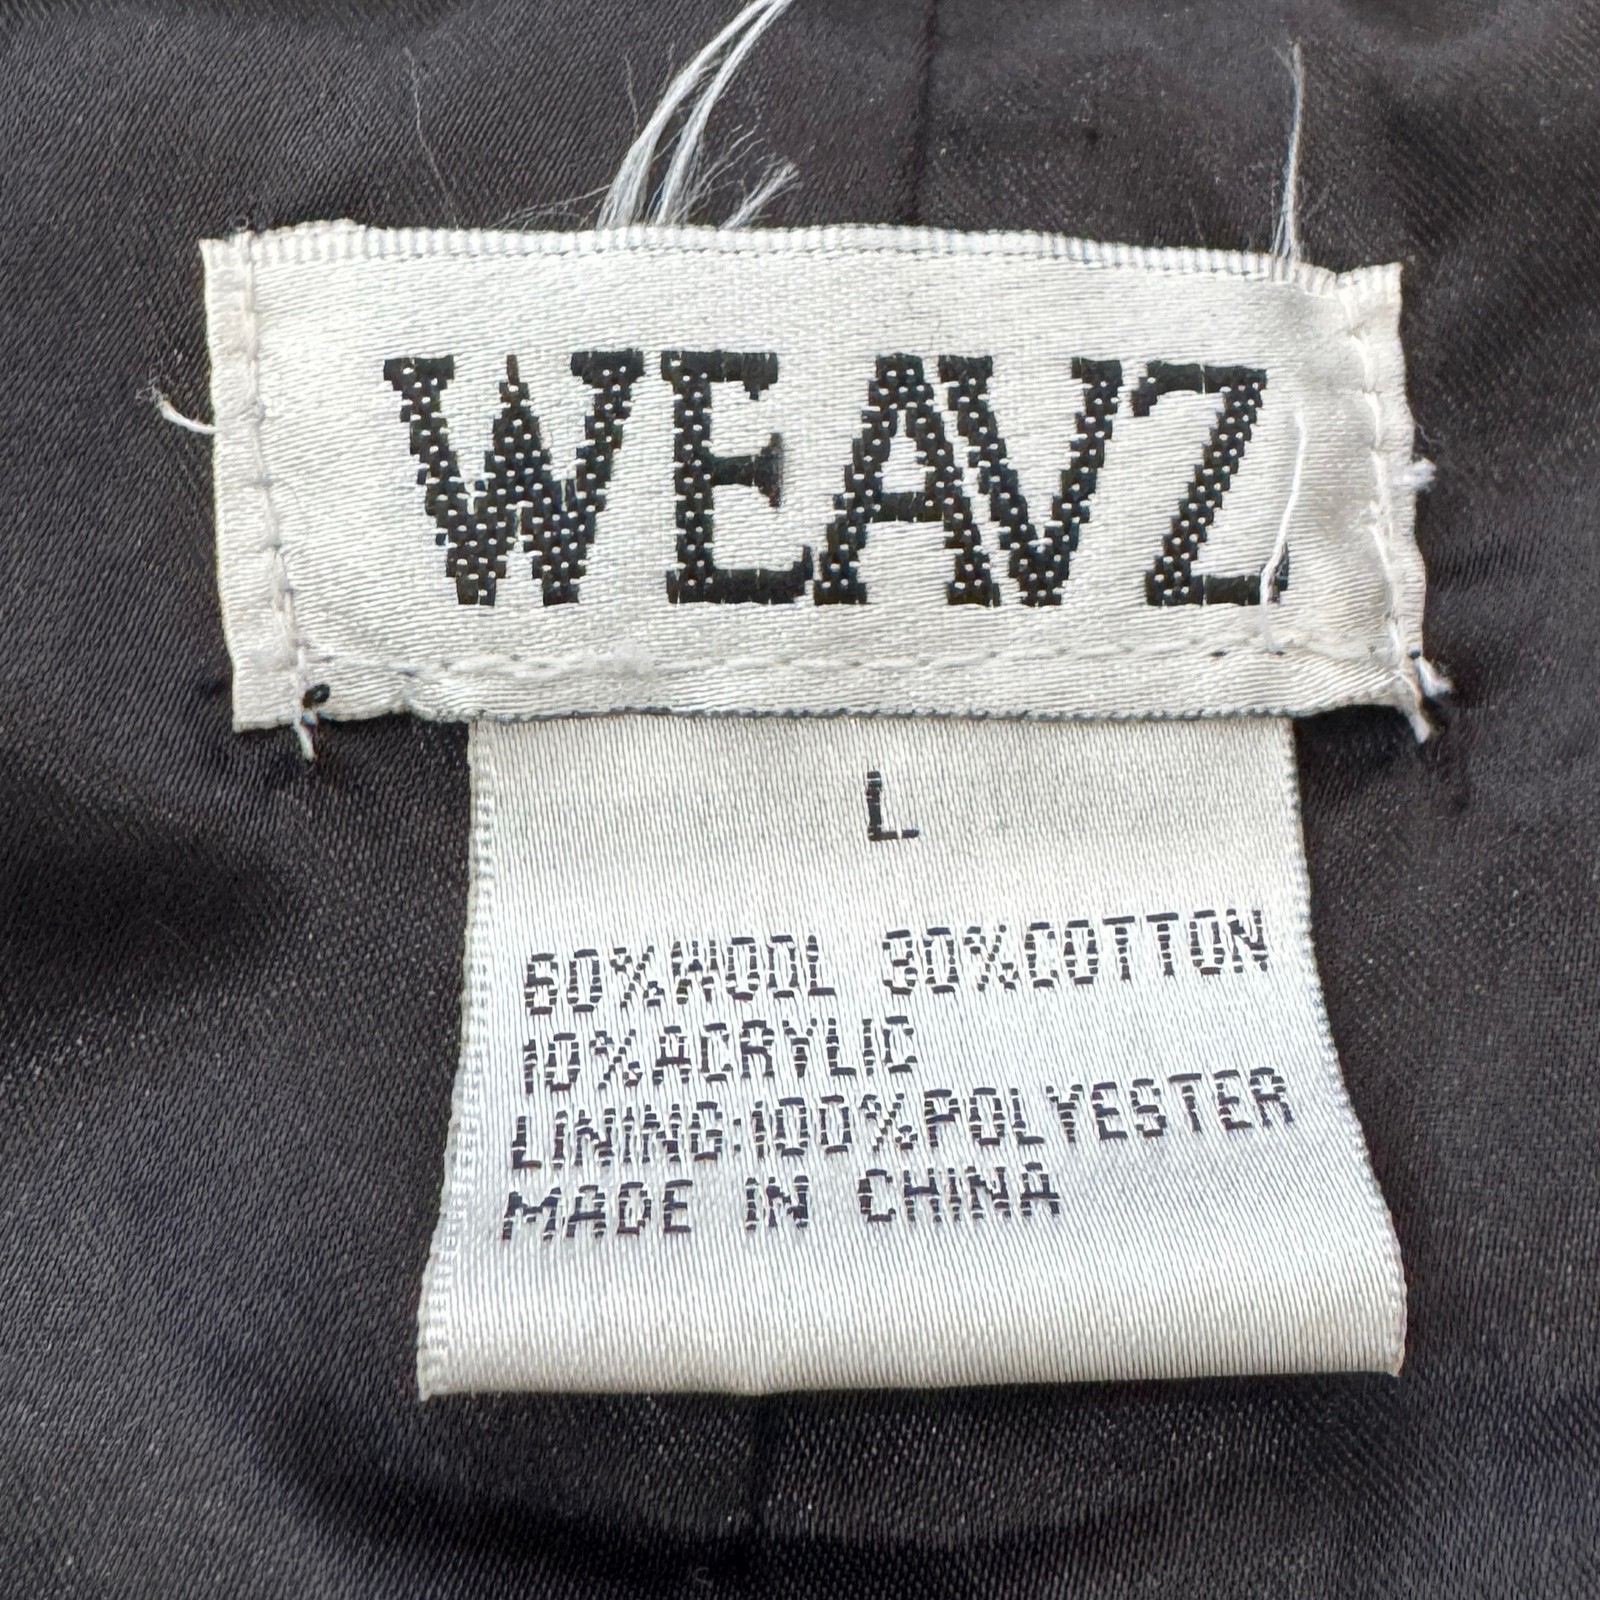 WEAVZ
L
60%WOOL 30%COTTON
10%ACRYLIC
LINING:100%POLYESTER
MADE IN CHINA